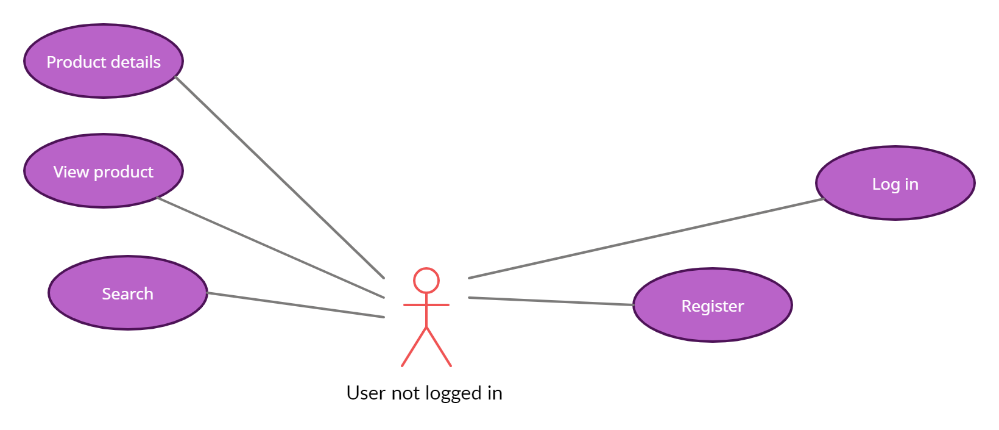 Product details
View product
Log in
Search
Register
User not logged in